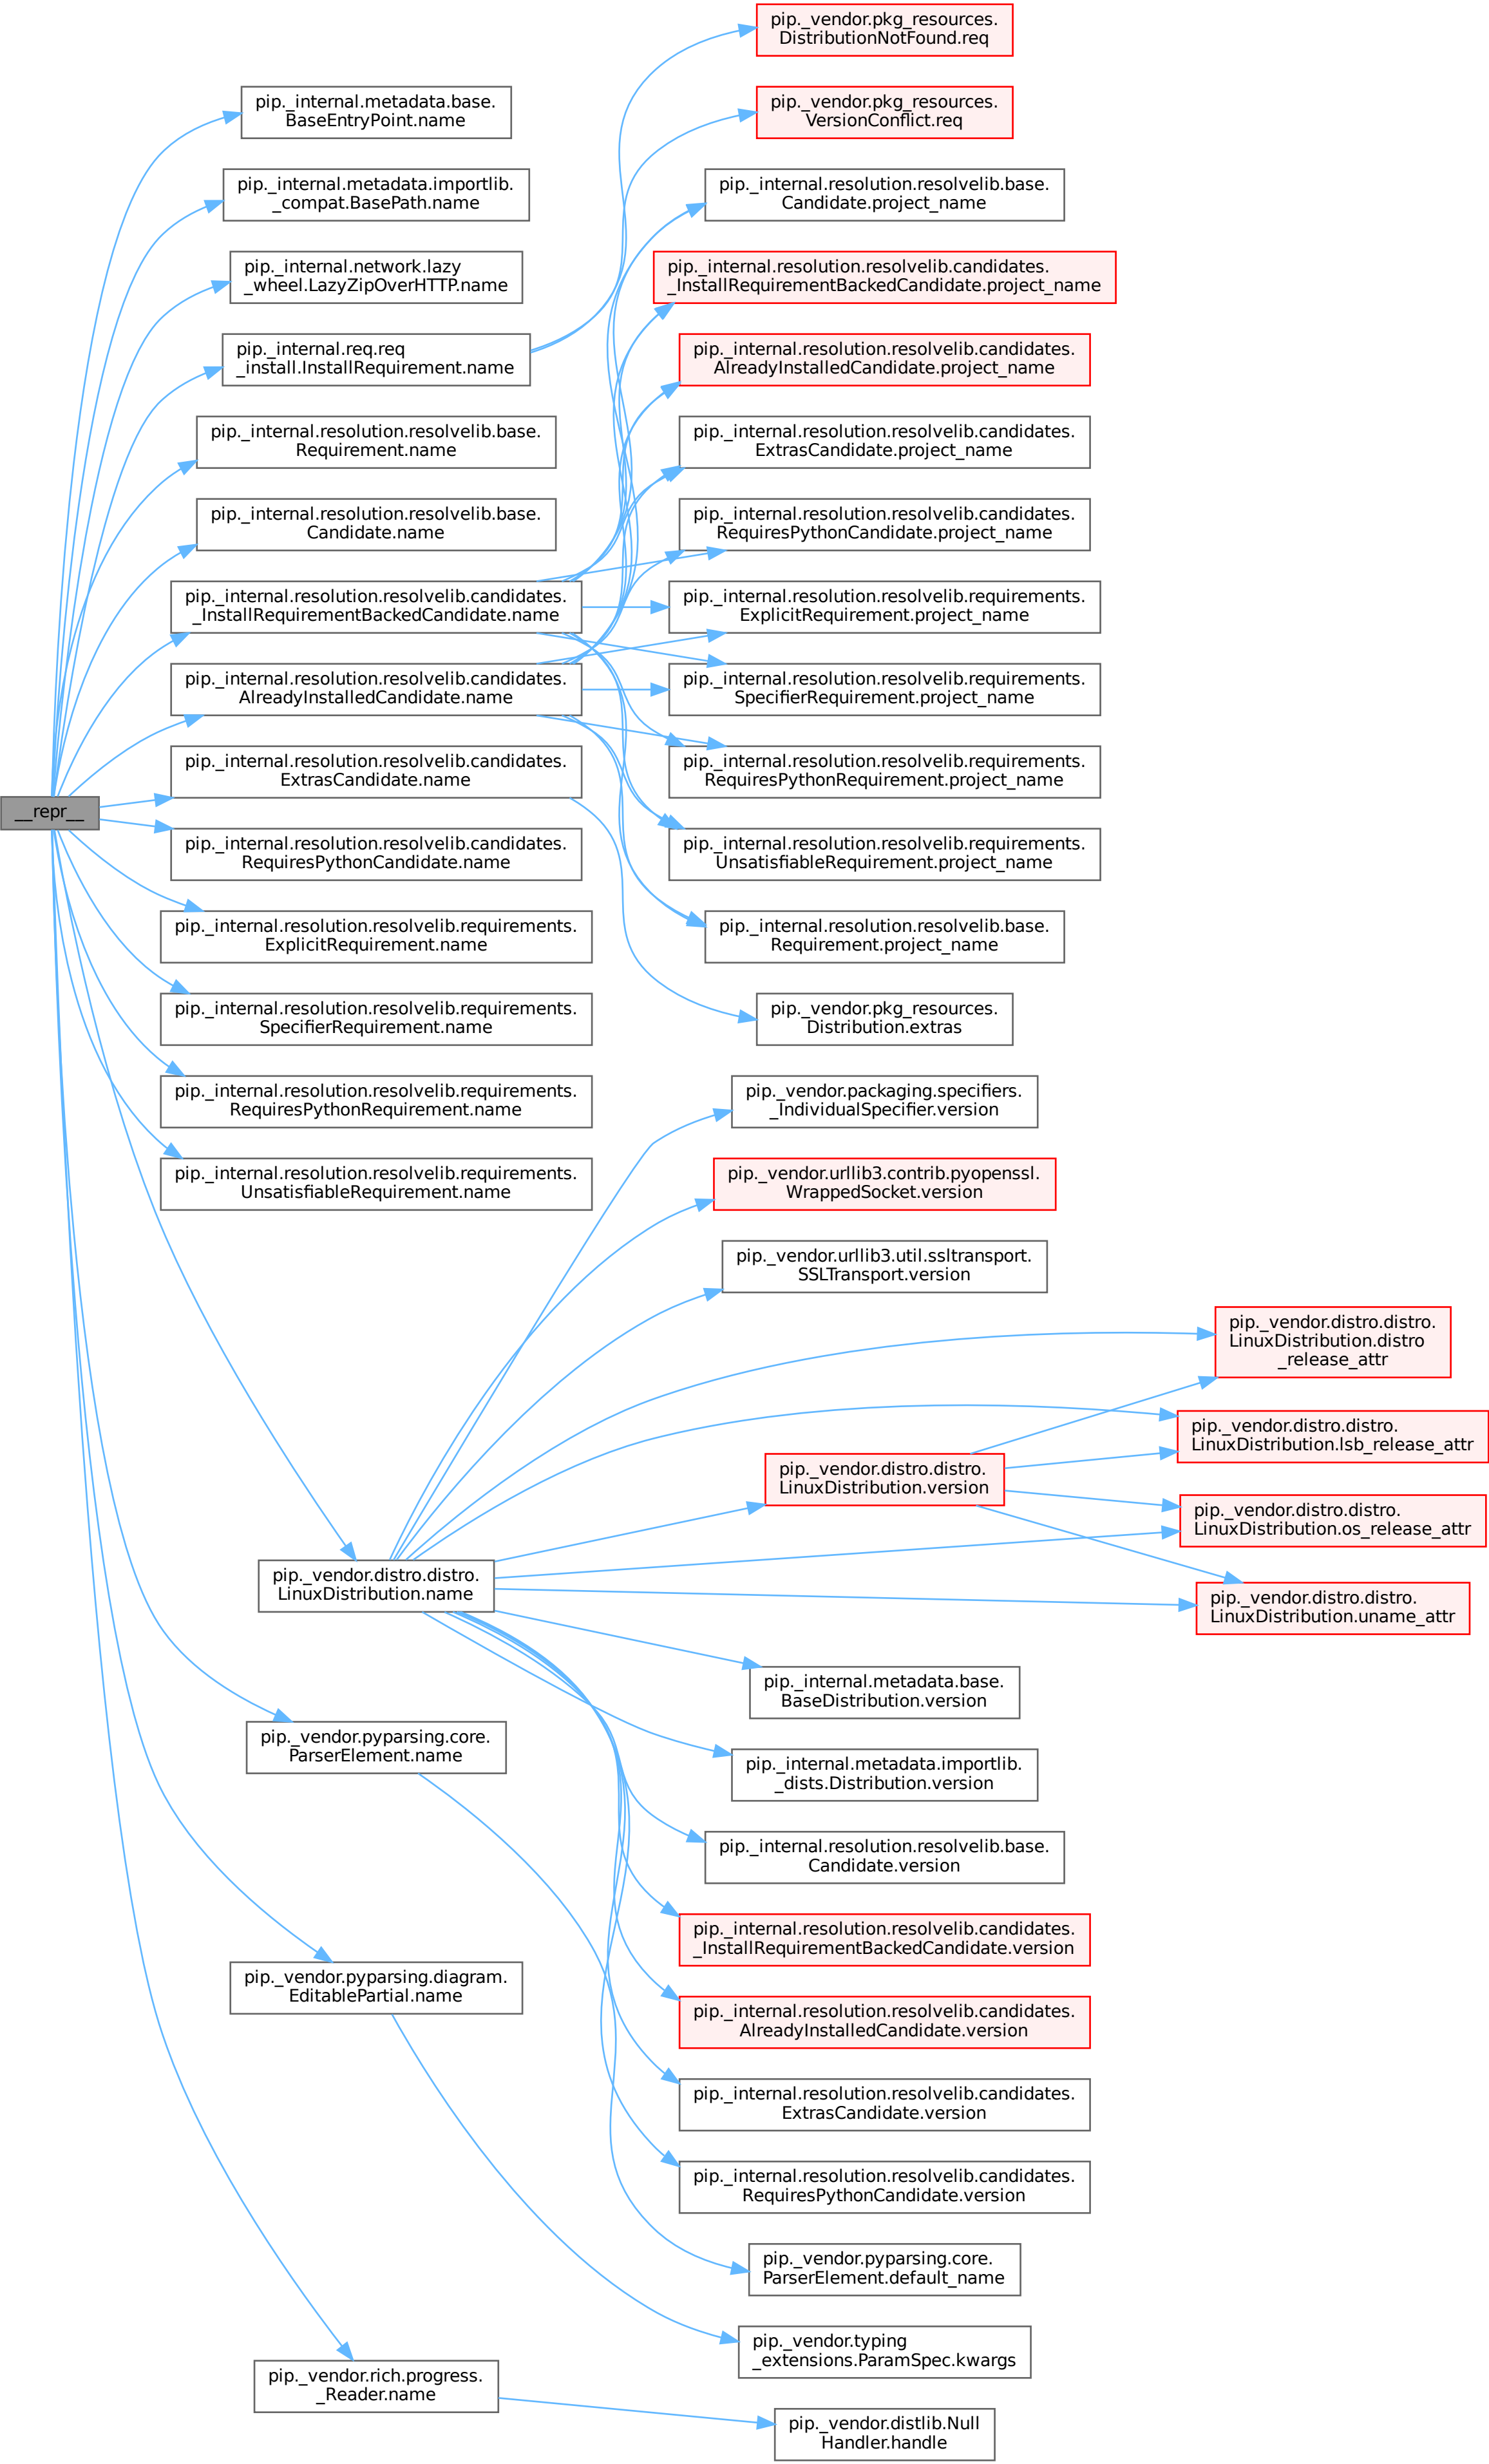 __repr__
pip._internal.metadata.base.
BaseEntryPoint.name
pip._internal.metadata.importlib.
_compat.BasePath.name
pip._internal.network.lazy
_wheel.LazyZipOverHTTP.name
pip._internal.req.req
_install.InstallRequirement.name
pip._internal.resolution.resolvelib.base.
Requirement.name
pip._internal.resolution.resolvelib.base.
Candidate.name
pip._internal.resolution.resolvelib.candidates.
_InstallRequirementBackedCandidate.name
pip._internal.resolution.resolvelib.candidates.
AlreadyInstalledCandidate.name
pip._internal.resolution.resolvelib.candidates.
ExtrasCandidate.name
pip._internal.resolution.resolvelib.candidates.
RequiresPythonCandidate.name
pip._internal.resolution.resolvelib.requirements.
ExplicitRequirement.name
pip._internal.resolution.resolvelib.requirements.
SpecifierRequirement.name
pip._internal.resolution.resolvelib.requirements.
RequiresPythonRequirement.name
pip._internal.resolution.resolvelib.requirements.
UnsatisfiableRequirement.name
pip._vendor.distro.distro.
LinuxDistribution.name
pip._vendor.pyparsing.core.
ParserElement.name
pip._vendor.pyparsing.diagram.
EditablePartial.name
pip._vendor.rich.progress.
_Reader.name
pip._vendor.pkg_resources.
DistributionNotFound.req
pip._vendor.pkg_resources.
VersionConflict.req
pip._internal.resolution.resolvelib.base.
Candidate.project_name
pip._internal.resolution.resolvelib.candidates.
_InstallRequirementBackedCandidate.project_name
pip._internal.resolution.resolvelib.candidates.
AlreadyInstalledCandidate.project_name
pip._internal.resolution.resolvelib.candidates.
ExtrasCandidate.project_name
pip._internal.resolution.resolvelib.candidates.
RequiresPythonCandidate.project_name
pip._internal.resolution.resolvelib.requirements.
ExplicitRequirement.project_name
pip._internal.resolution.resolvelib.requirements.
SpecifierRequirement.project_name
pip._internal.resolution.resolvelib.requirements.
RequiresPythonRequirement.project_name
pip._internal.resolution.resolvelib.requirements.
UnsatisfiableRequirement.project_name
pip._internal.resolution.resolvelib.base.
Requirement.project_name
pip._vendor.pkg_resources.
Distribution.extras
pip._vendor.packaging.specifiers.
_IndividualSpecifier.version
pip._vendor.urllib3.contrib.pyopenssl.
WrappedSocket.version
pip._vendor.urllib3.util.ssltransport.
SSLTransport.version
pip._vendor.distro.distro.
LinuxDistribution.version
pip._internal.metadata.base.
BaseDistribution.version
pip._internal.metadata.importlib.
_dists.Distribution.version
pip._internal.resolution.resolvelib.base.
Candidate.version
pip._internal.resolution.resolvelib.candidates.
_InstallRequirementBackedCandidate.version
pip._internal.resolution.resolvelib.candidates.
AlreadyInstalledCandidate.version
pip._internal.resolution.resolvelib.candidates.
ExtrasCandidate.version
pip._internal.resolution.resolvelib.candidates.
RequiresPythonCandidate.version
pip._vendor.pyparsing.core.
ParserElement.default_name
pip._vendor.typing
_extensions.ParamSpec.kwargs
pip._vendor.distlib.Null
Handler.handle
pip._vendor.distro.distro.
LinuxDistribution.distro
_release_attr
pip._vendor.distro.distro.
LinuxDistribution.lsb_release_attr
pip._vendor.distro.distro.
LinuxDistribution.os_release_attr
pip._vendor.distro.distro.
LinuxDistribution.uname_attr